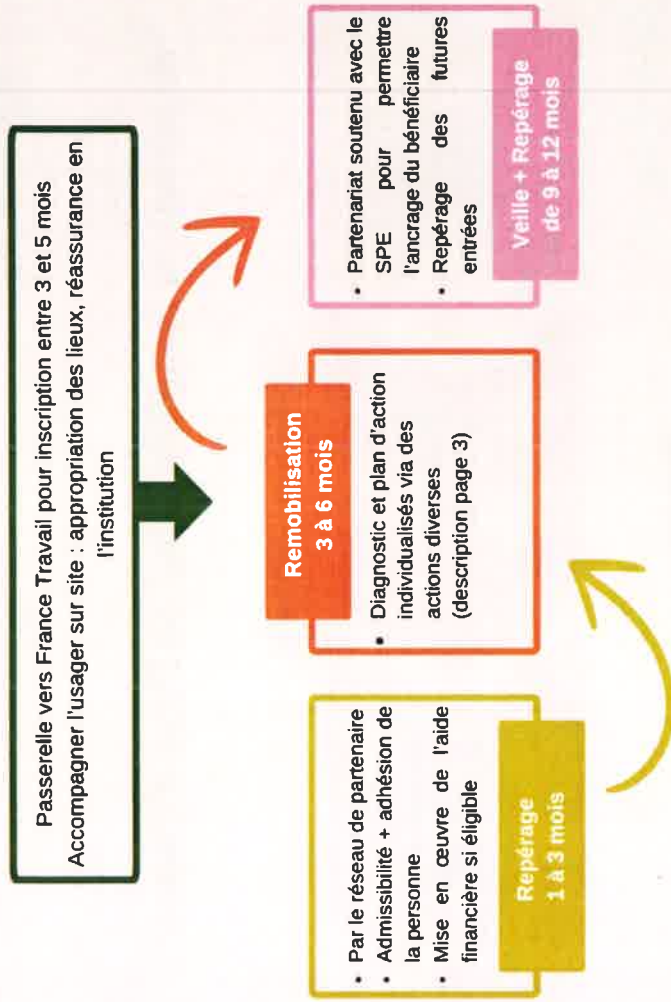 Passerelle vers France Travail pour inscription entre 3 et 5 mois
Accompagner l'usager sur site : appropriation des lieux, réassurance en
l'institution
• Par le réseau de partenaire
• Admissibilité + adhésion de
la personne
• Mise en œuvre de l'aide
financière si éligible
Repérage
1 à 3 mois
Remobilisation
3 à 6 mois
• Diagnostic et plan d'action
individualisés via des
actions diverses
(description page 3)
• Partenariat soutenu avec le
SPE pour permettre
l'ancrage du bénéficiaire
• Repérage des futures
entrées
Veille + Repérage
de 9 à 12 mois